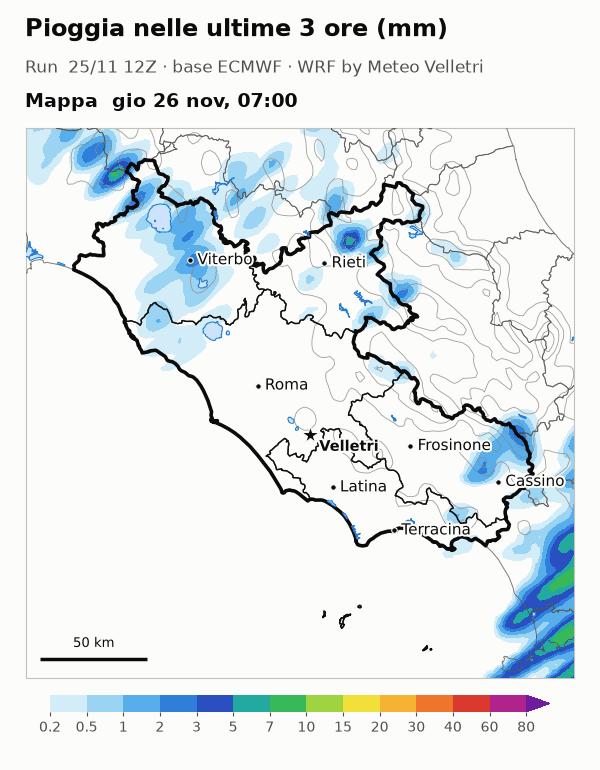 Pioggia nelle ultime 3 ore (mm)
Run  25/11 12Z · base ECMWF · WRF by Meteo Velletri
Mappa  gio 26 nov, 07:00
Viterbo
Rieti
Roma
Velletri
Frosinone
Latina
Cassino
Terracina
50 km
0.2 0.5 1 2 3 5 7 10 15 20 30 40 60 80